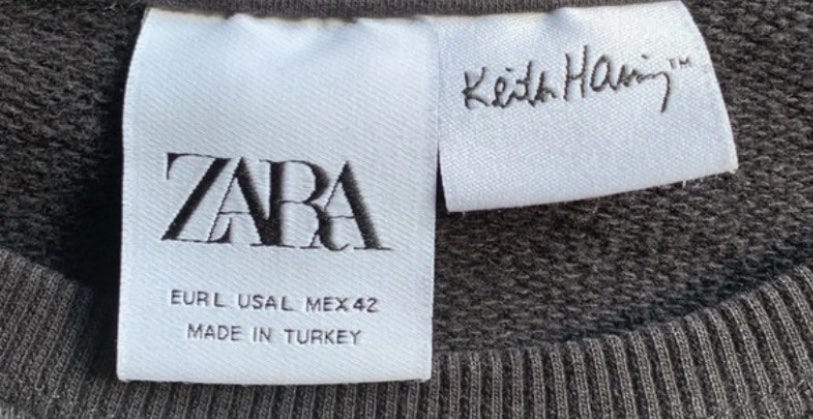 ZARA
EUR L USA L MEX 42
MADE IN TURKEY
Keith Haring™